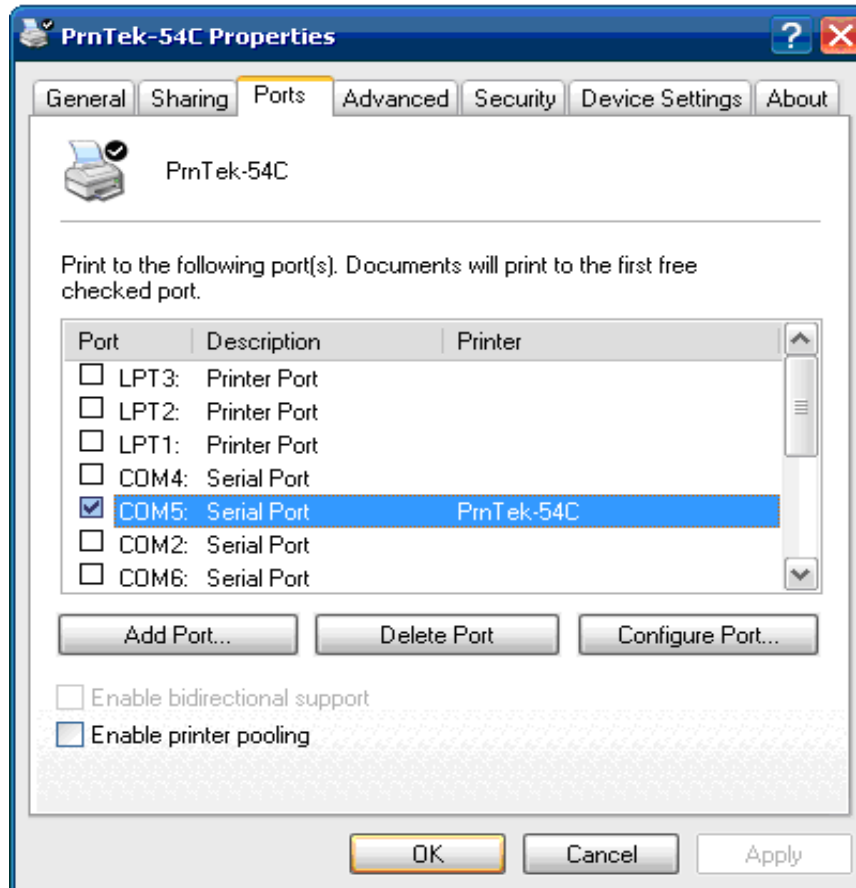 PrnTek-54C Properties
General Sharing Ports Advanced Security Device Settings About
PrnTek-54C
Print to the following port(s). Documents will print to the first free
checked port.
Port Description Printer
LPT3: Printer Port
LPT2: Printer Port
LPT1: Printer Port
COM4: Serial Port
COM5: Serial Port PrnTek-54C
COM2: Serial Port
COM6: Serial Port
Add Port... Delete Port Configure Port...
Enable bidirectional support
Enable printer pooling
OK Cancel Apply